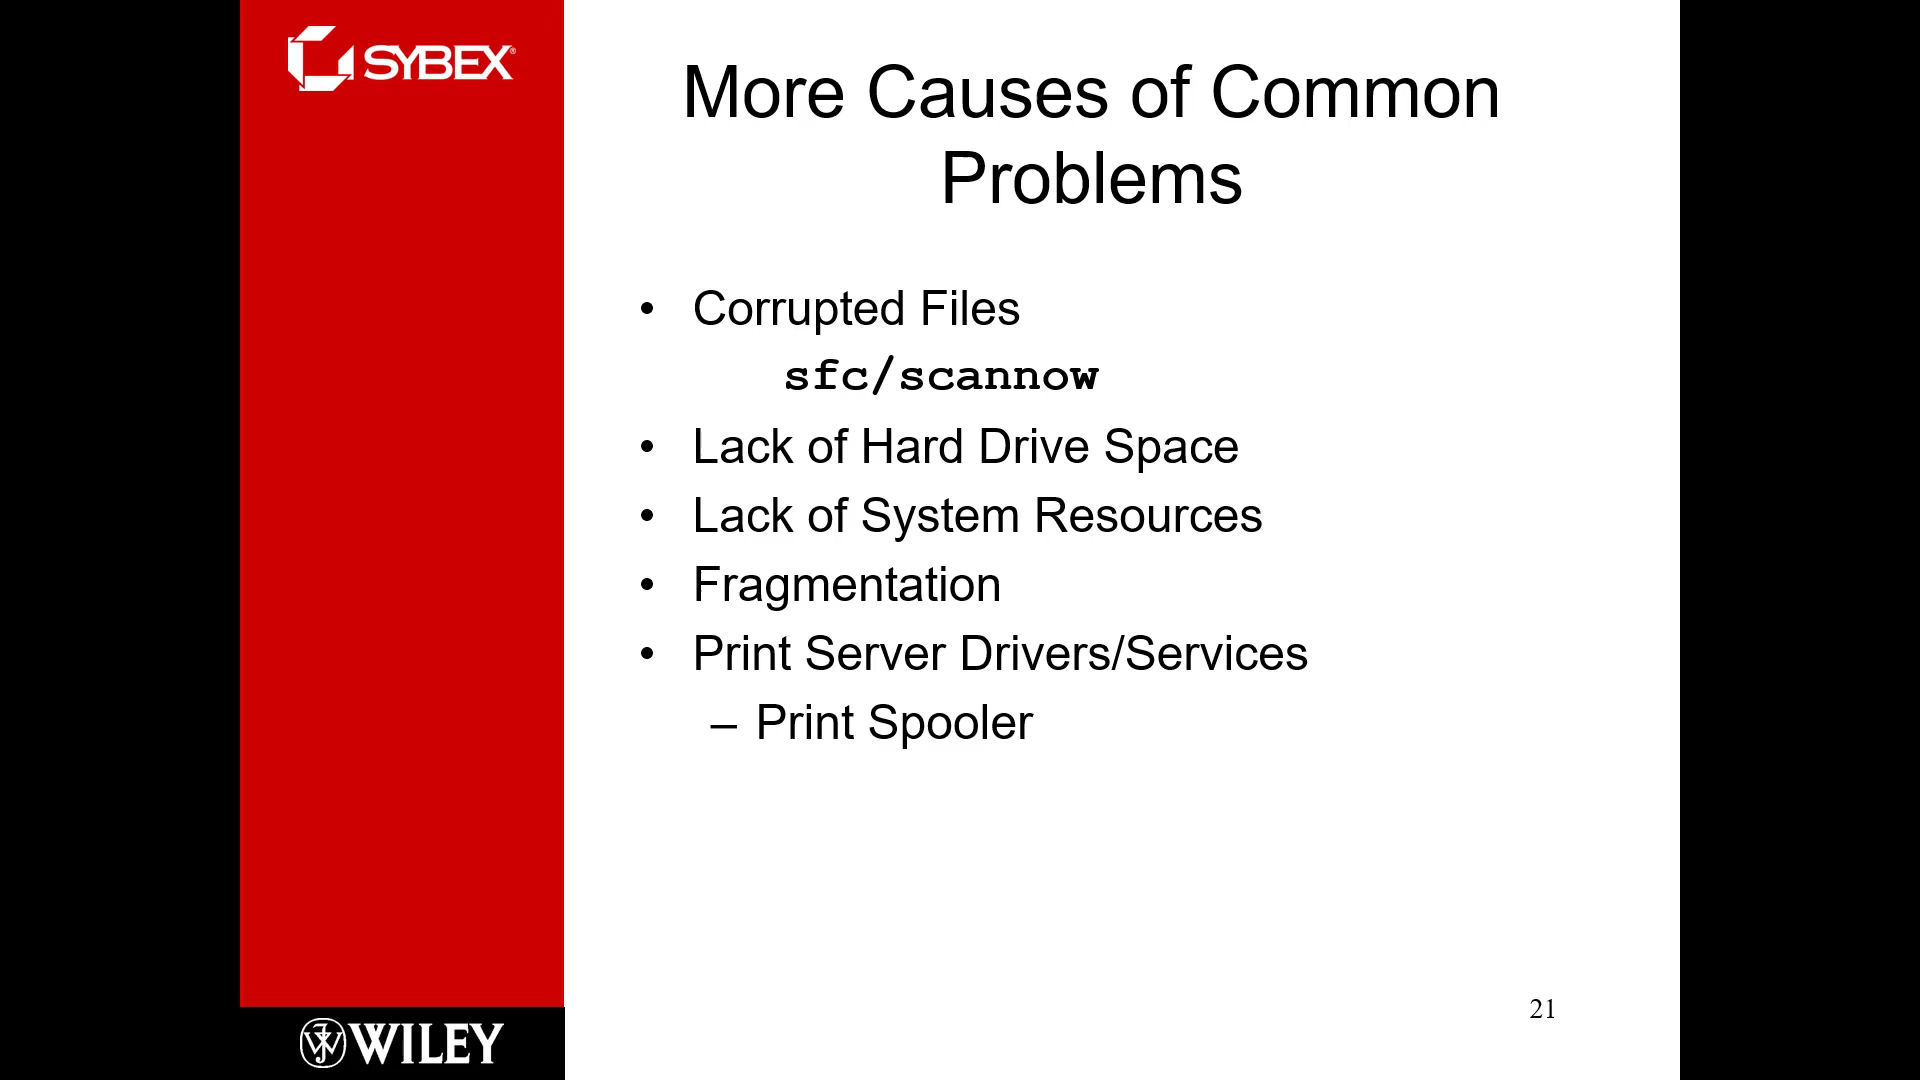 SYBEX®
More Causes of Common
Problems
• Corrupted Files
sfc/scannow
• Lack of Hard Drive Space
• Lack of System Resources
• Fragmentation
• Print Server Drivers/Services
– Print Spooler
21
WILEY